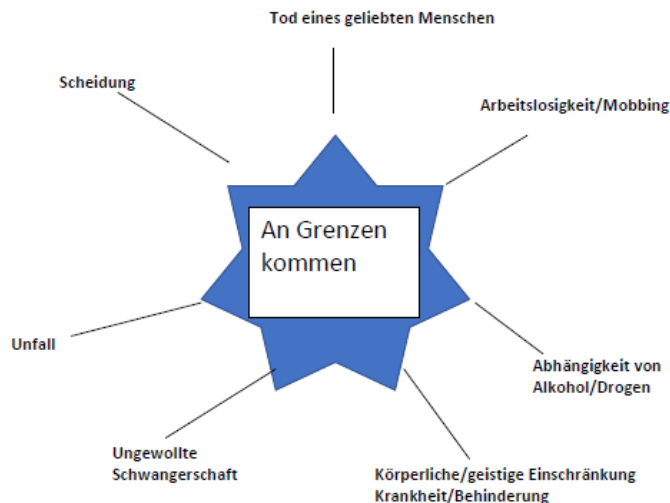 Tod eines geliebten Menschen
Scheidung
Arbeitslosigkeit/Mobbing
An Grenzen
kommen
Unfall
Abhängigkeit von
Alkohol/Drogen
Ungewollte
Schwangerschaft
Körperliche/geistige Einschränkung
Krankheit/Behinderung